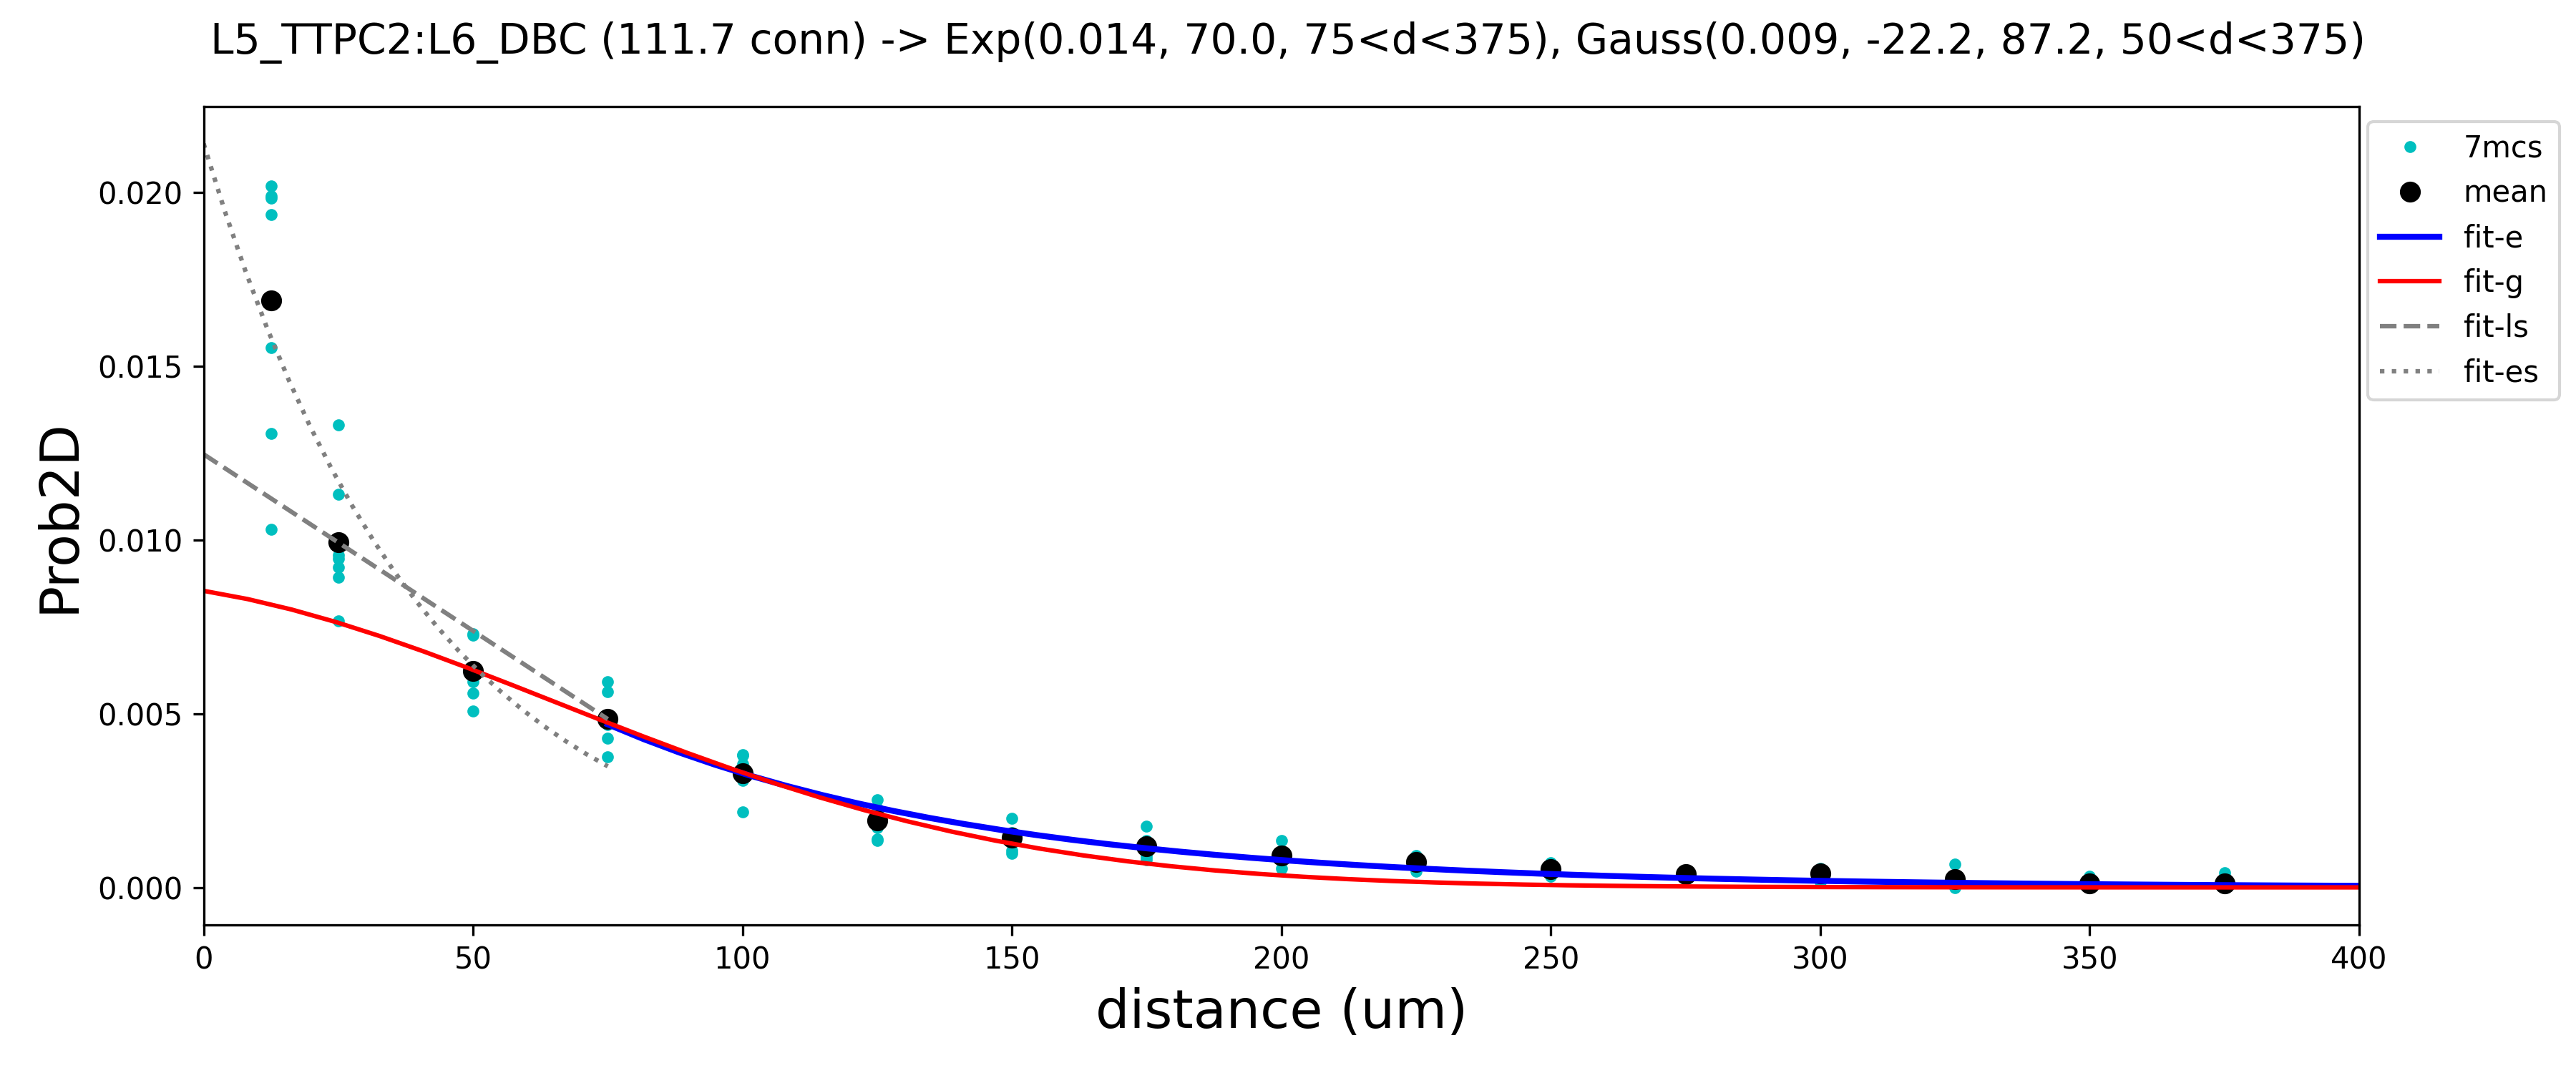 L5_TTPC2:L6_DBC (111.7 conn) -> Exp(0.014, 70.0, 75<d<375), Gauss(0.009, -22.2, 87.2, 50<d<375)
7mcs
mean
fit-e
fit-g
fit-ls
fit-es
Prob2D
0.020
0.015
0.010
0.005
0.000
0 50 100 150 200 250 300 350 400
distance (um)